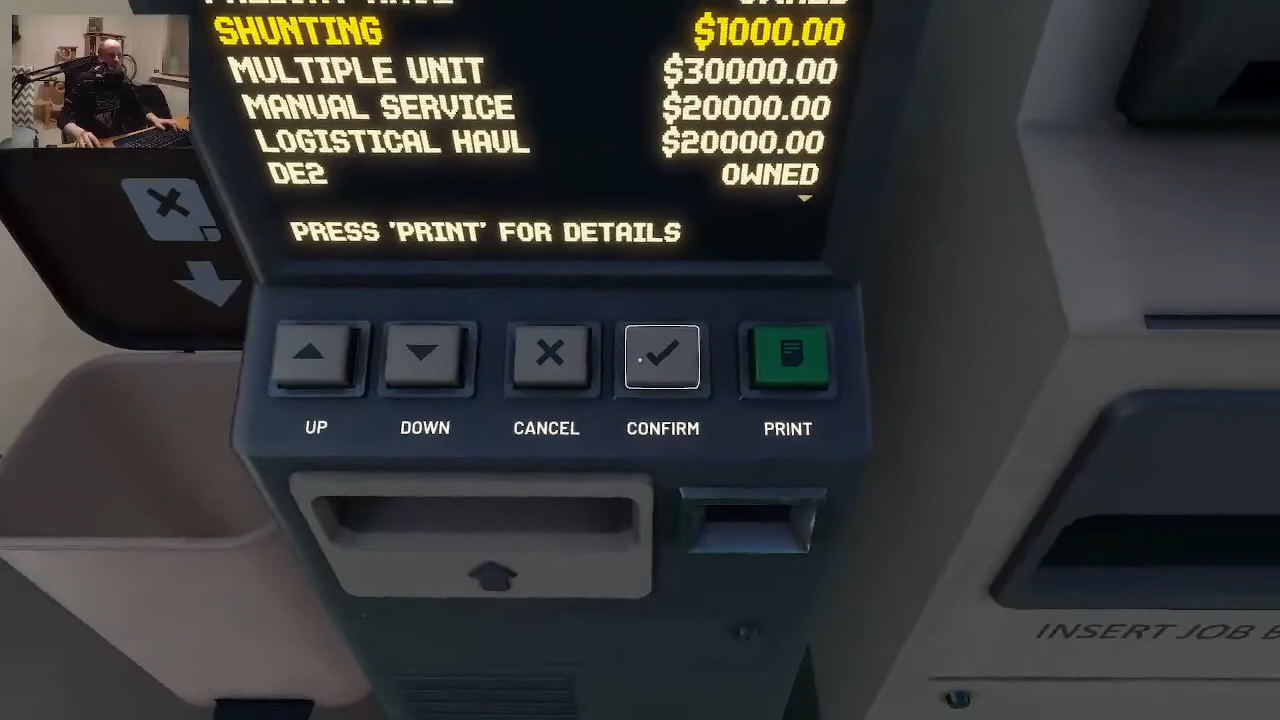 SHUNTING $1000.00
MULTIPLE UNIT $30000.00
MANUAL SERVICE $20000.00
LOGISTICAL HAUL $20000.00
DE2 OWNED
PRESS 'PRINT' FOR DETAILS
UP DOWN CANCEL CONFIRM PRINT
INSERT JOB